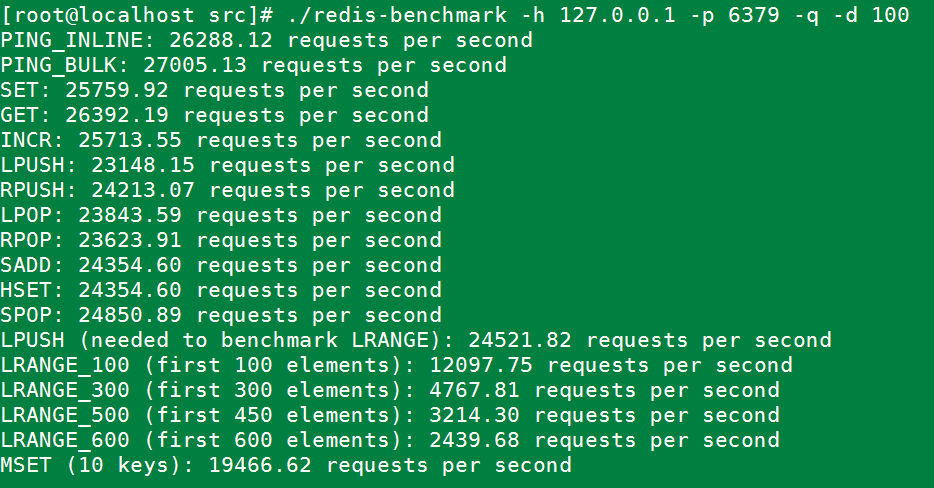 [root@localhost src]# ./redis-benchmark -h 127.0.0.1 -p 6379 -q -d 100
PING_INLINE: 26288.12 requests per second
PING_BULK: 27005.13 requests per second
SET: 25759.92 requests per second
GET: 26392.19 requests per second
INCR: 25713.55 requests per second
LPUSH: 23148.15 requests per second
RPUSH: 24213.07 requests per second
LPOP: 23843.59 requests per second
RPOP: 23623.91 requests per second
SADD: 24354.60 requests per second
HSET: 24354.60 requests per second
SPOP: 24850.89 requests per second
LPUSH (needed to benchmark LRANGE): 24521.82 requests per second
LRANGE_100 (first 100 elements): 12097.75 requests per second
LRANGE_300 (first 300 elements): 4767.81 requests per second
LRANGE_500 (first 450 elements): 3214.30 requests per second
LRANGE_600 (first 600 elements): 2439.68 requests per second
MSET (10 keys): 19466.62 requests per second